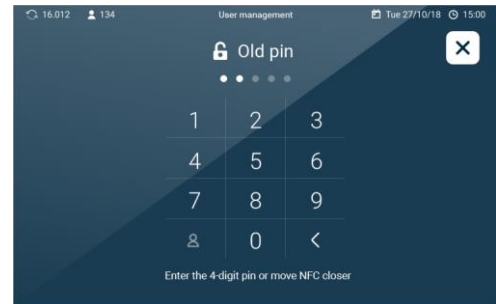 16.012 134 User management Tue 27/10/18 15:00
Old pin
1 2 3
4 5 6
7 8 9
0 <
Enter the 4-digit pin or move NFC closer